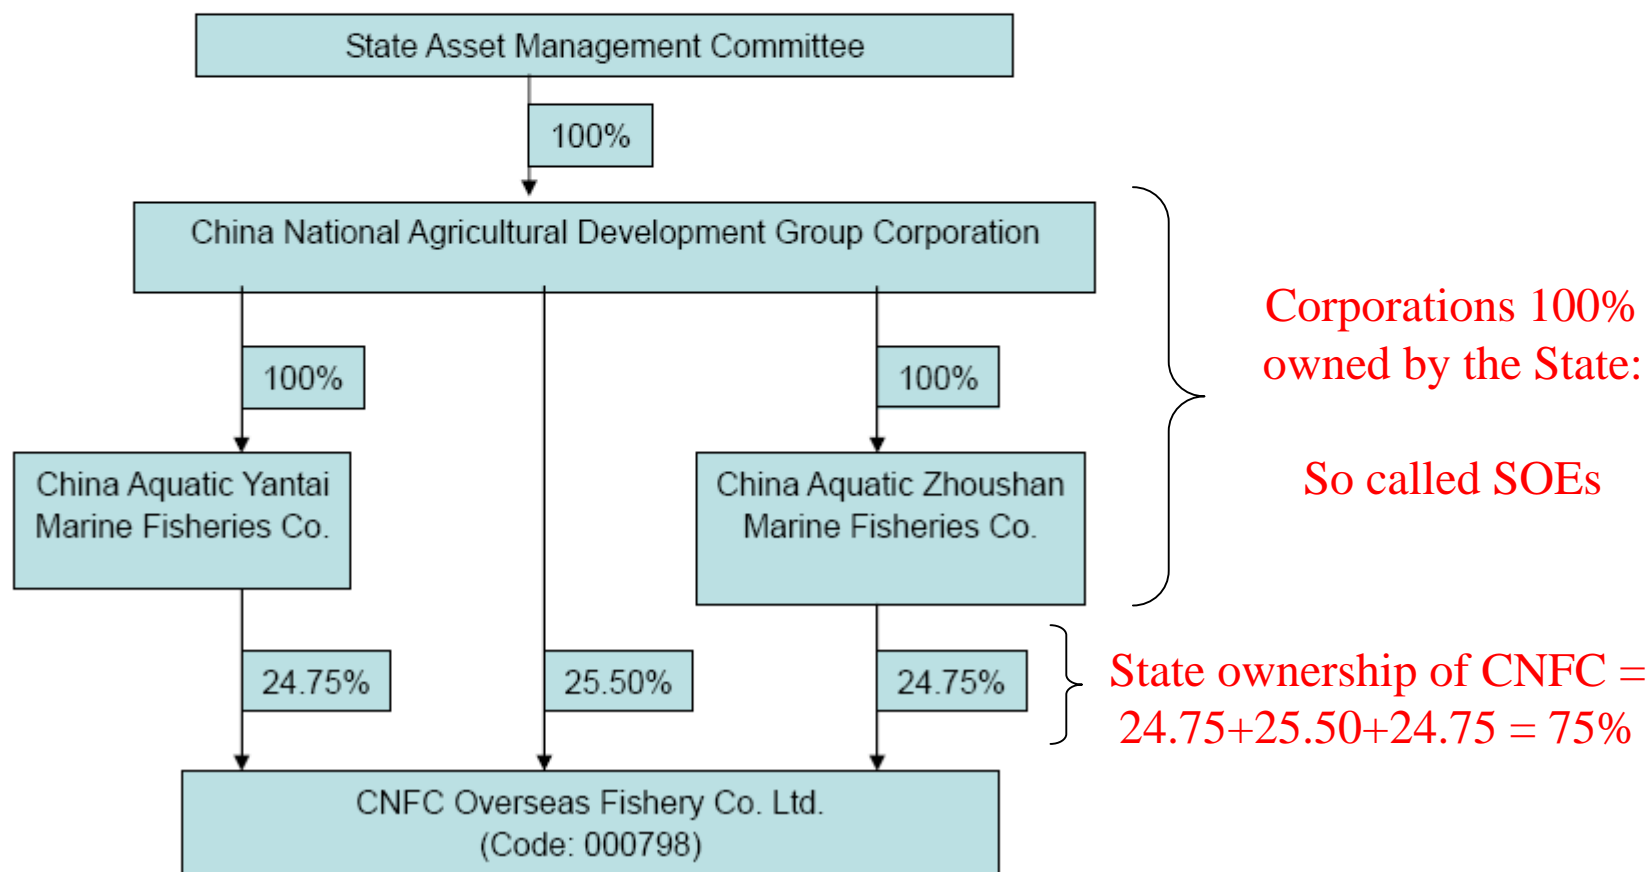 State Asset Management Committee
100%
China National Agricultural Development Group Corporation
100%
100%
China Aquatic Yantai
Marine Fisheries Co.
China Aquatic Zhoushan
Marine Fisheries Co.
24.75%
25.50%
24.75%
CNFC Overseas Fishery Co. Ltd.
(Code: 000798)
Corporations 100%
owned by the State:
So called SOEs
State ownership of CNFC =
24.75+25.50+24.75 = 75%